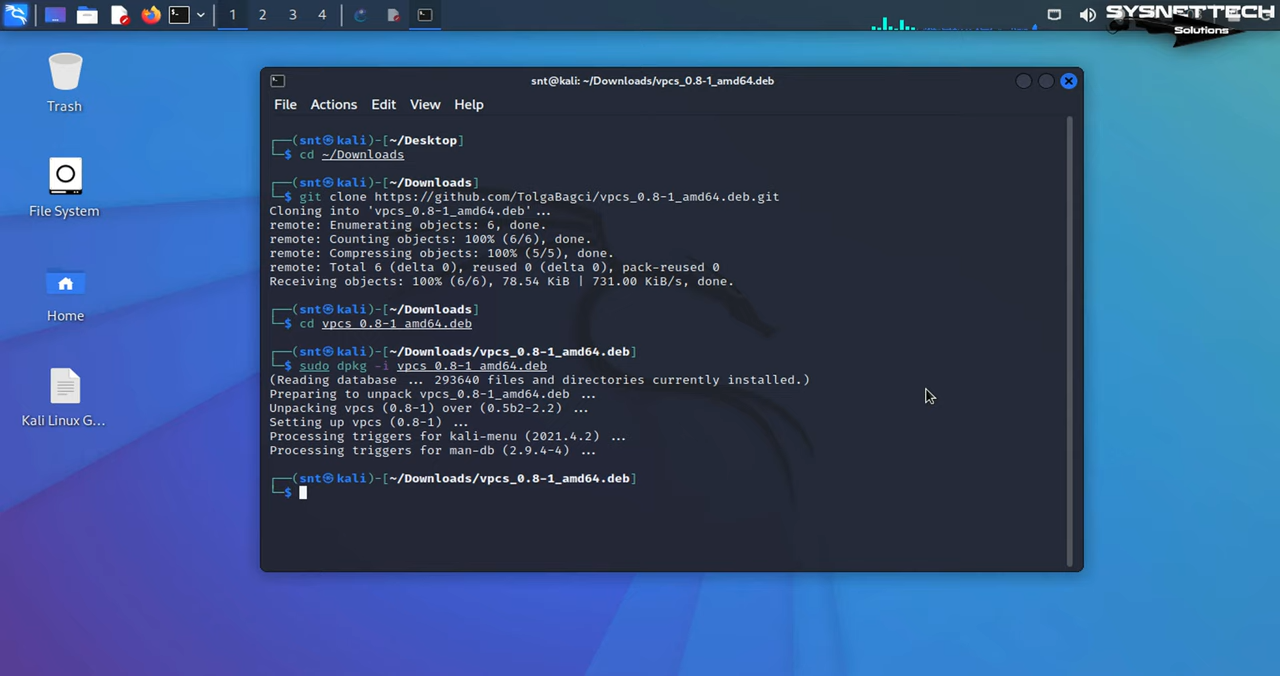 1 2 3 4
SYSNETTECH
Solutions
Trash
File System
Home
Kali Linux G...
snt@kali: ~/Downloads/vpcs_0.8-1_amd64.deb
File Actions Edit View Help
┌──(snt㉿kali)-[~/Desktop]
└─$ cd ~/Downloads
┌──(snt㉿kali)-[~/Downloads]
└─$ git clone https://github.com/TolgaBagci/vpcs_0.8-1_amd64.deb.git
Cloning into 'vpcs_0.8-1_amd64.deb'...
remote: Enumerating objects: 6, done.
remote: Counting objects: 100% (6/6), done.
remote: Compressing objects: 100% (5/5), done.
remote: Total 6 (delta 0), reused 0 (delta 0), pack-reused 0
Receiving objects: 100% (6/6), 78.54 KiB | 731.00 KiB/s, done.
┌──(snt㉿kali)-[~/Downloads]
└─$ cd vpcs_0.8-1_amd64.deb
┌──(snt㉿kali)-[~/Downloads/vpcs_0.8-1_amd64.deb]
└─$ sudo dpkg -i vpcs_0.8-1_amd64.deb
(Reading database ... 293640 files and directories currently installed.)
Preparing to unpack vpcs_0.8-1_amd64.deb ...
Unpacking vpcs (0.8-1) over (0.5b2-2.2) ...
Setting up vpcs (0.8-1) ...
Processing triggers for kali-menu (2021.4.2) ...
Processing triggers for man-db (2.9.4-4) ...
┌──(snt㉿kali)-[~/Downloads/vpcs_0.8-1_amd64.deb]
└─$